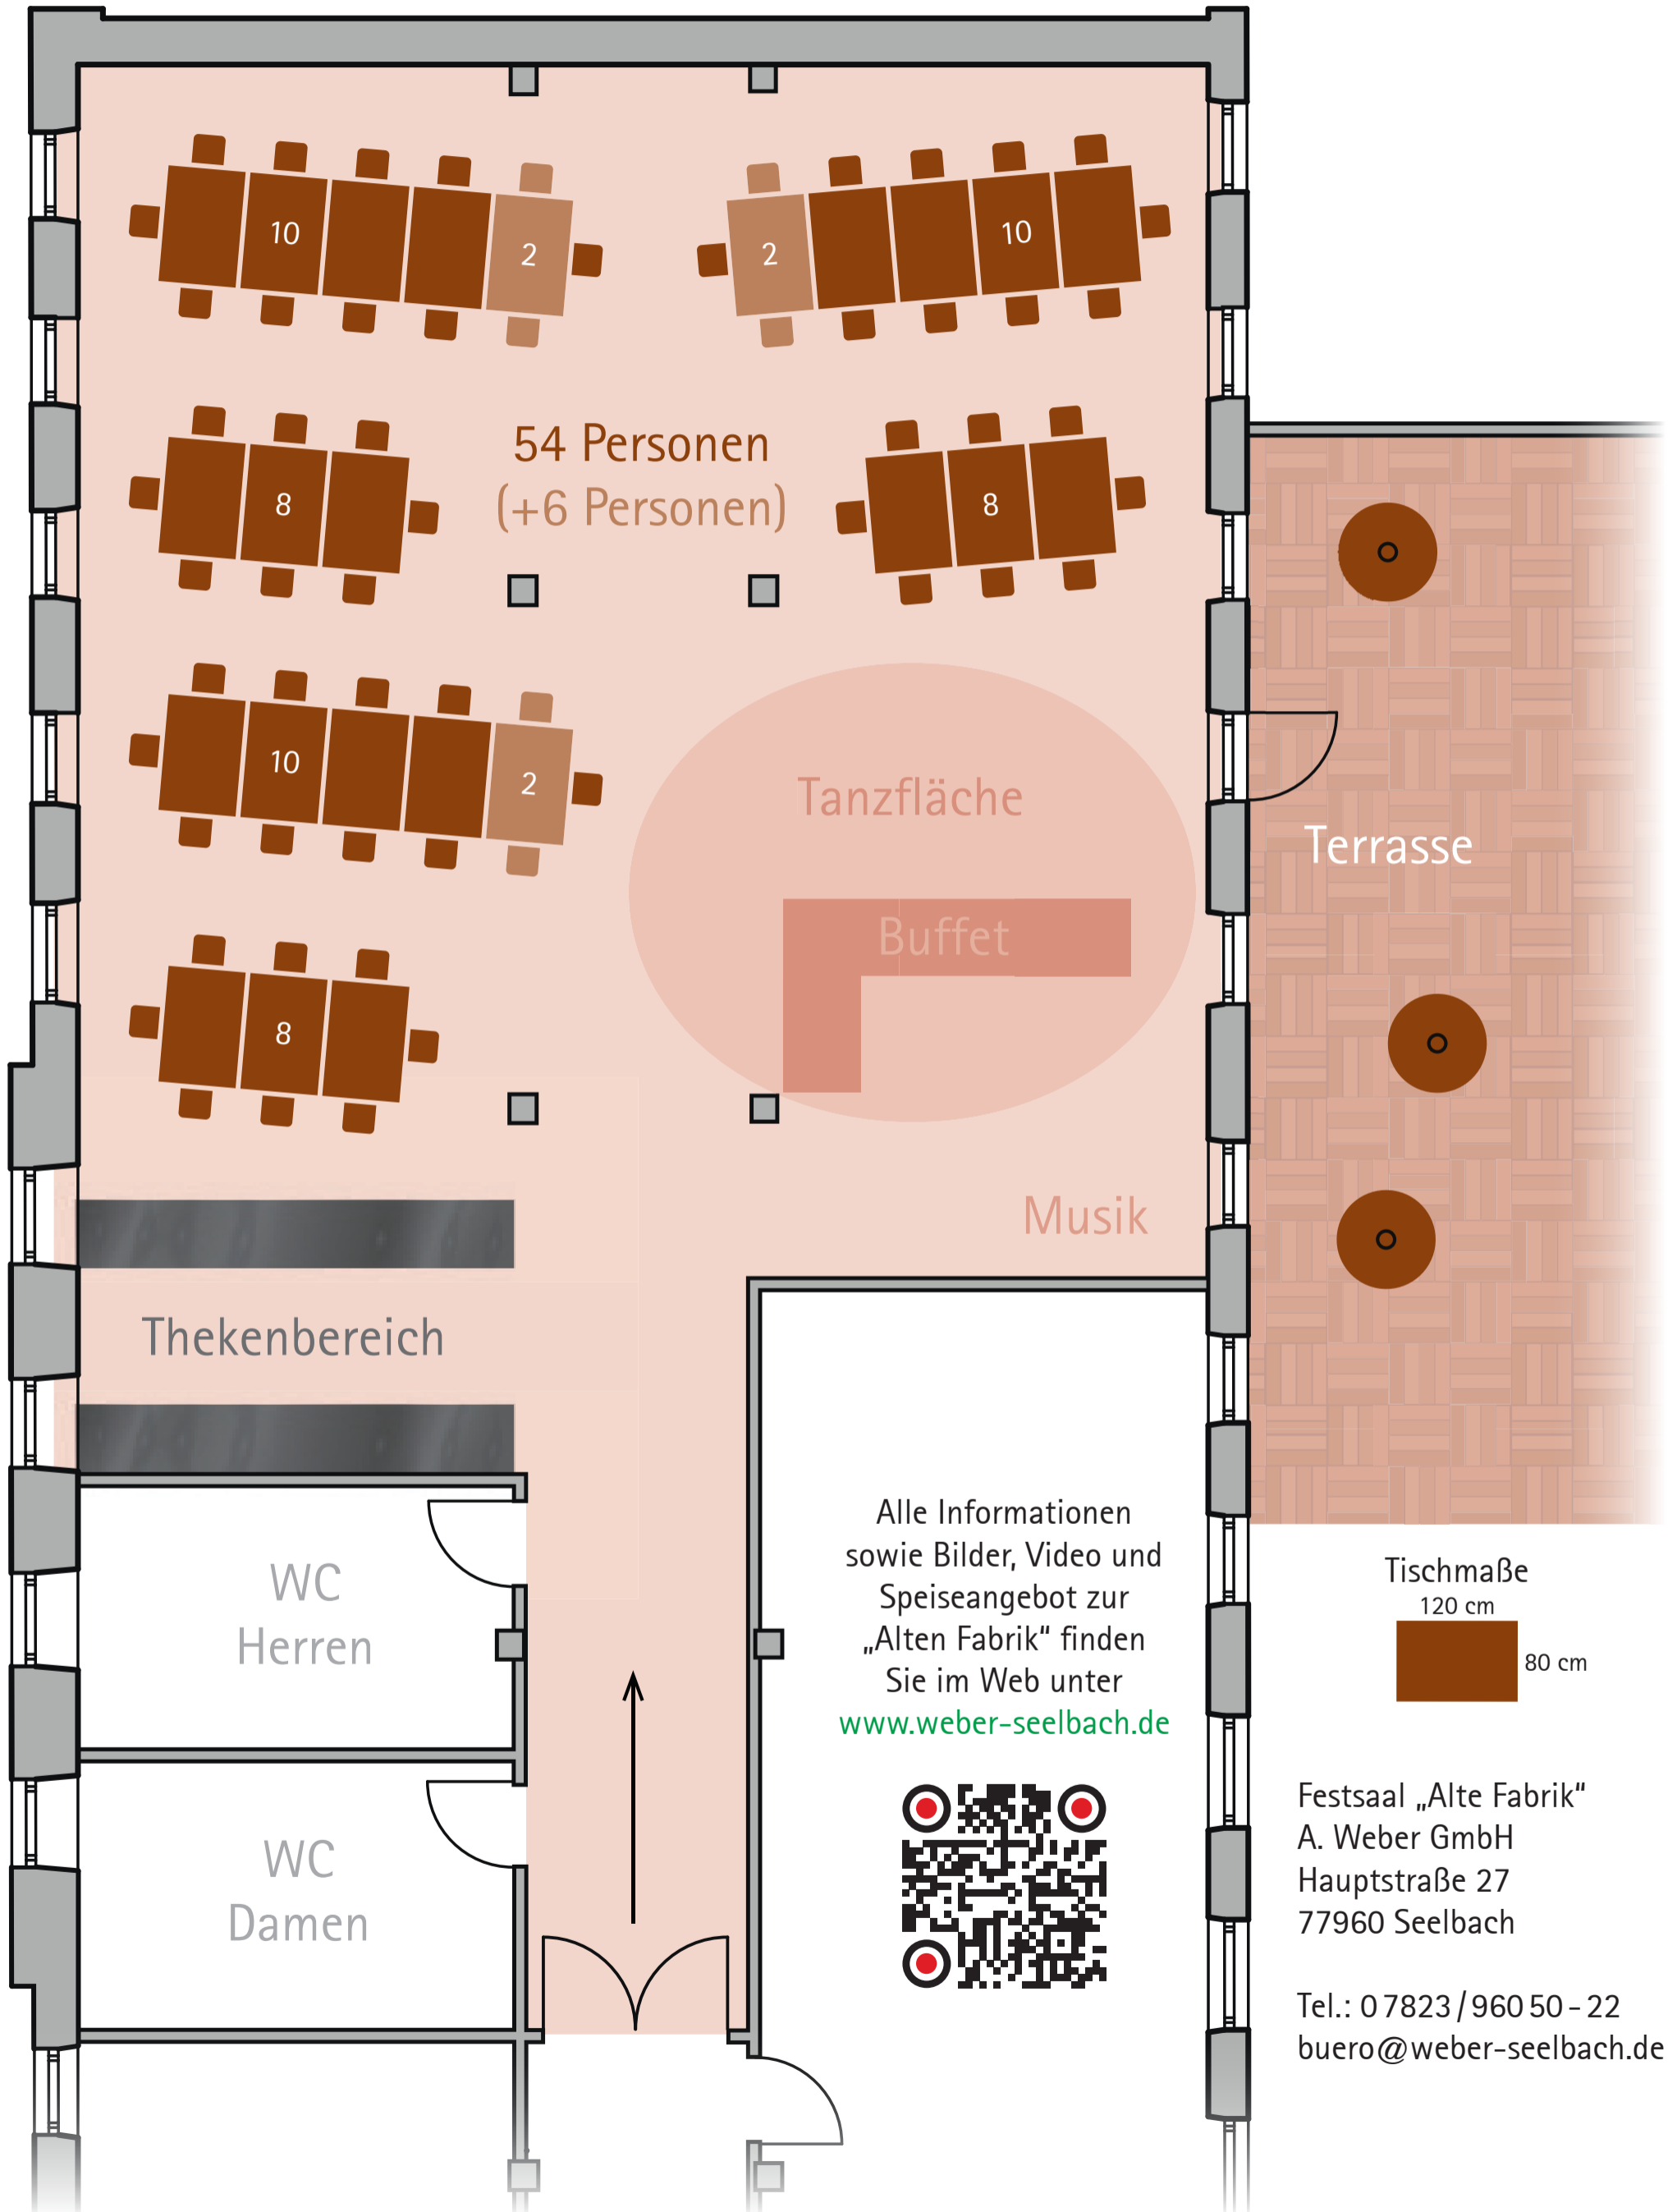 10
2
2
10
54 Personen
(+6 Personen)
8
8
10
2
Tanzfläche
Terrasse
Buffet
8
Musik
Thekenbereich
WC
Herren
WC
Damen
Alle Informationen
sowie Bilder, Video und
Speiseangebot zur
„Alten Fabrik“ finden
Sie im Web unter
www.weber-seelbach.de
Tischmaße
120 cm
80 cm
Festsaal „Alte Fabrik“
A. Weber GmbH
Hauptstraße 27
77960 Seelbach
Tel.: 0 7823 / 960 50 - 22
buero@weber-seelbach.de